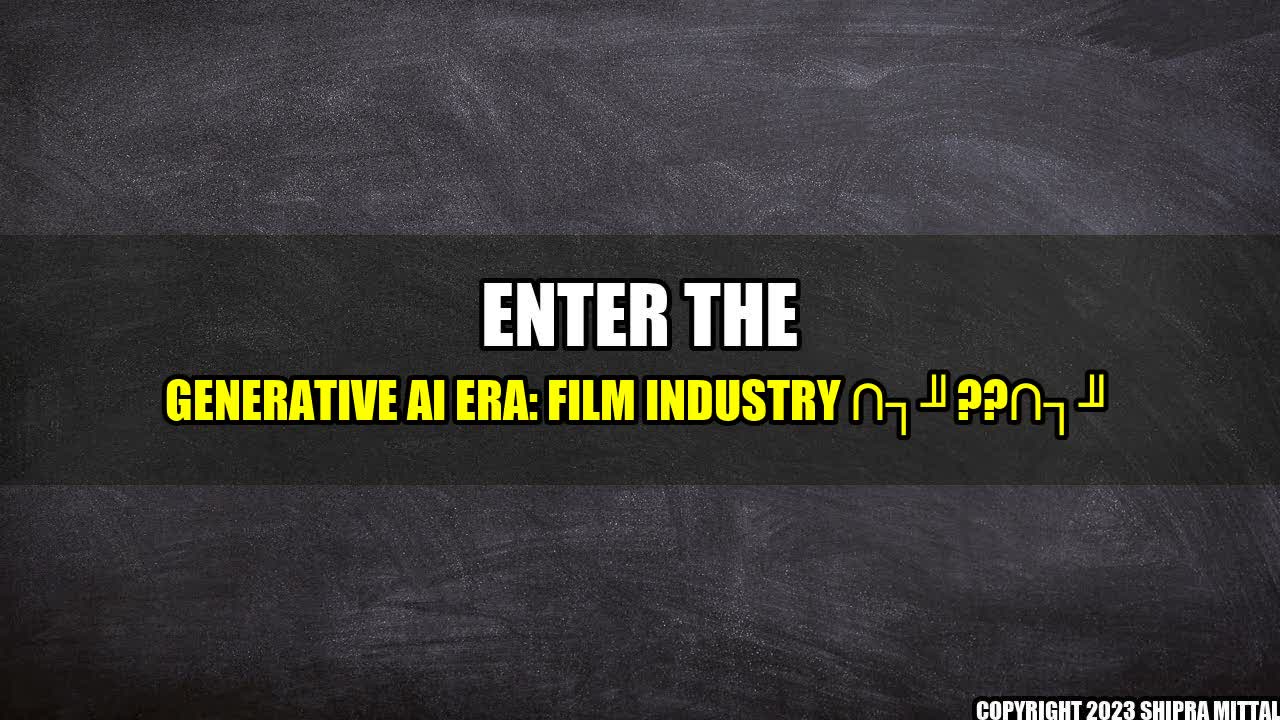 ENTER THE
GENERATIVE AI ERA: FILM INDUSTRY ∩┐╜??∩┐╜
COPYRIGHT 2023 SHIPRA MITTAL